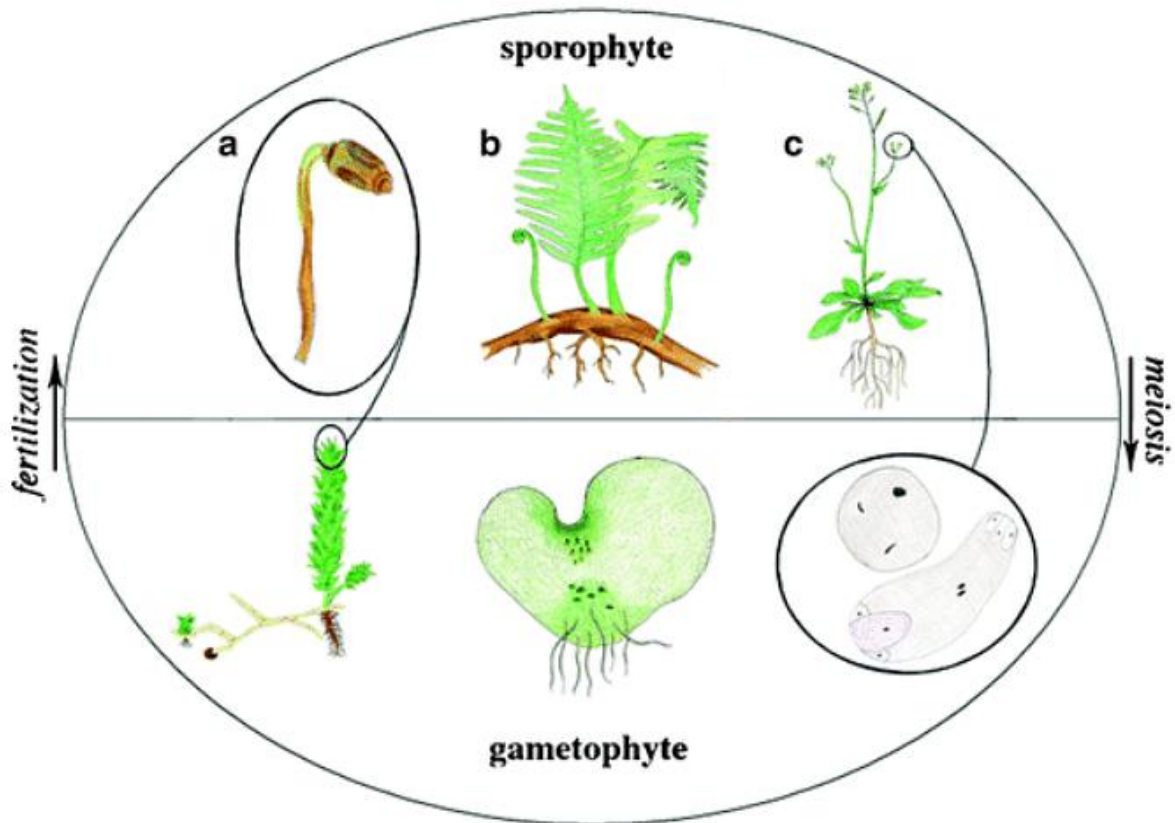 sporophyte
a
b
c
fertilization
meiosis
gametophyte